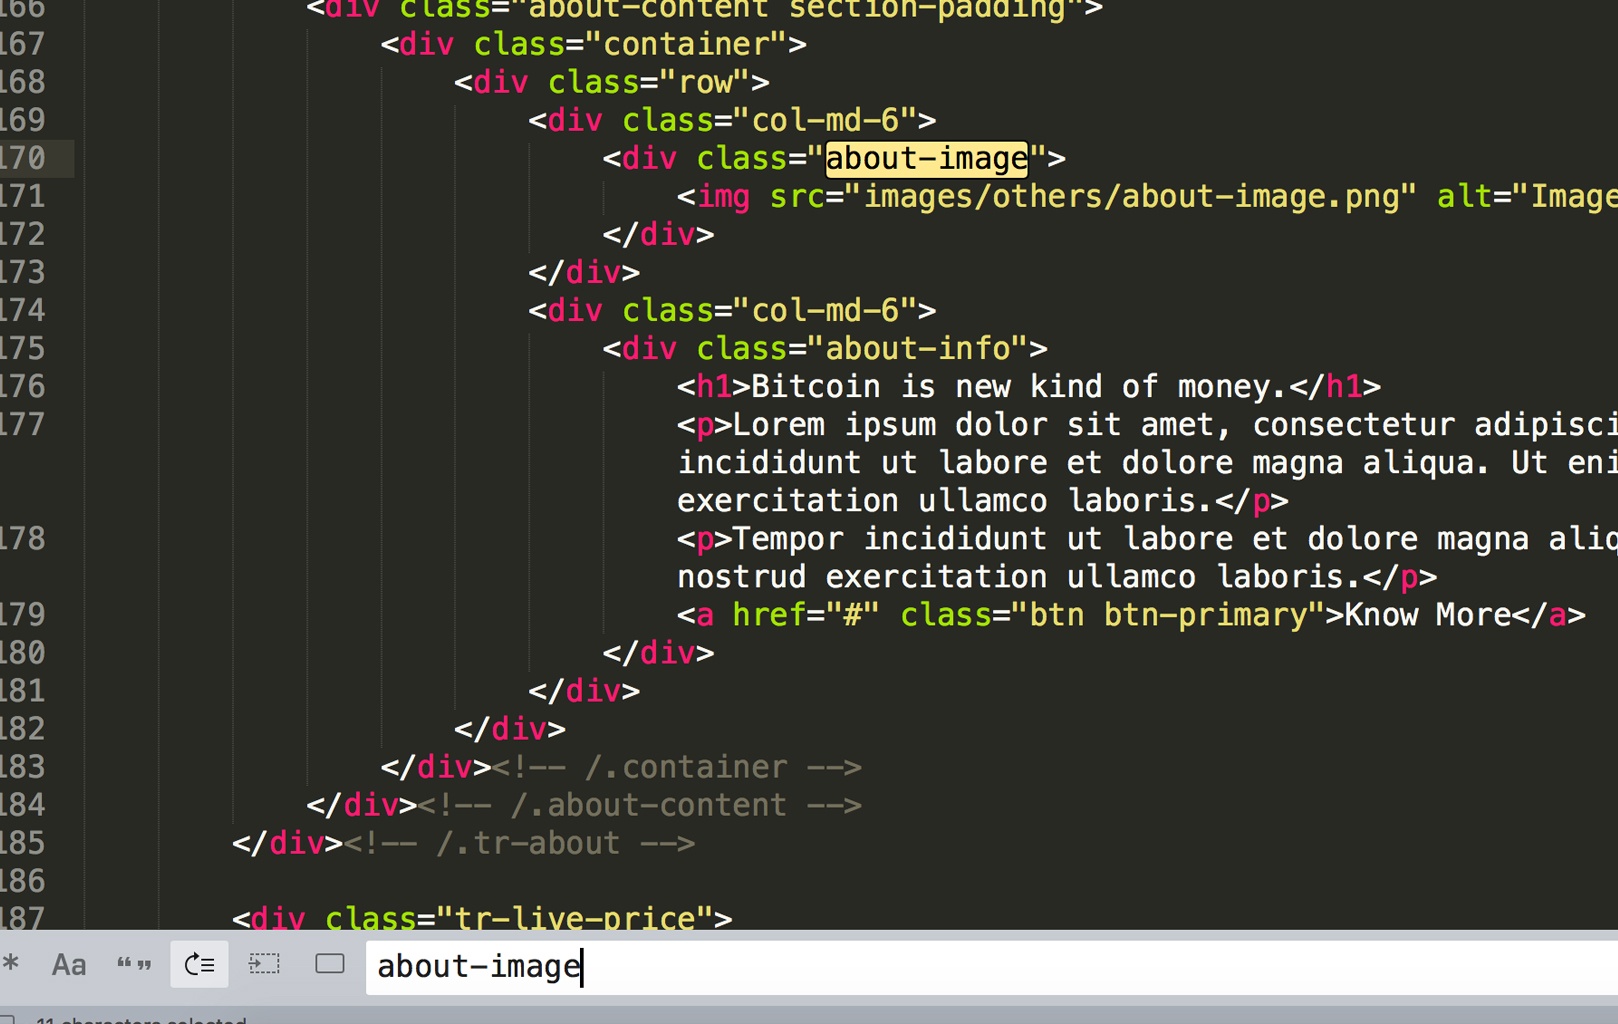 166 <div class="about-content section-padding">
167 <div class="container">
168 <div class="row">
169 <div class="col-md-6">
170 <div class="about-image">
171 <img src="images/others/about-image.png" alt="Image
172 </div>
173 </div>
174 <div class="col-md-6">
175 <div class="about-info">
176 <h1>Bitcoin is new kind of money.</h1>
177 <p>Lorem ipsum dolor sit amet, consectetur adipisci
incididunt ut labore et dolore magna aliqua. Ut eni
exercitation ullamco laboris.</p>
178 <p>Tempor incididunt ut labore et dolore magna aliq
nostrud exercitation ullamco laboris.</p>
179 <a href="#" class="btn btn-primary">Know More</a>
180 </div>
181 </div>
182 </div>
183 </div><!-- /.container -->
184 </div><!-- /.about-content -->
185 </div><!-- /.tr-about -->
186
187 <div class="tr-live-price">
* Aa “” about-image
11 characters selected